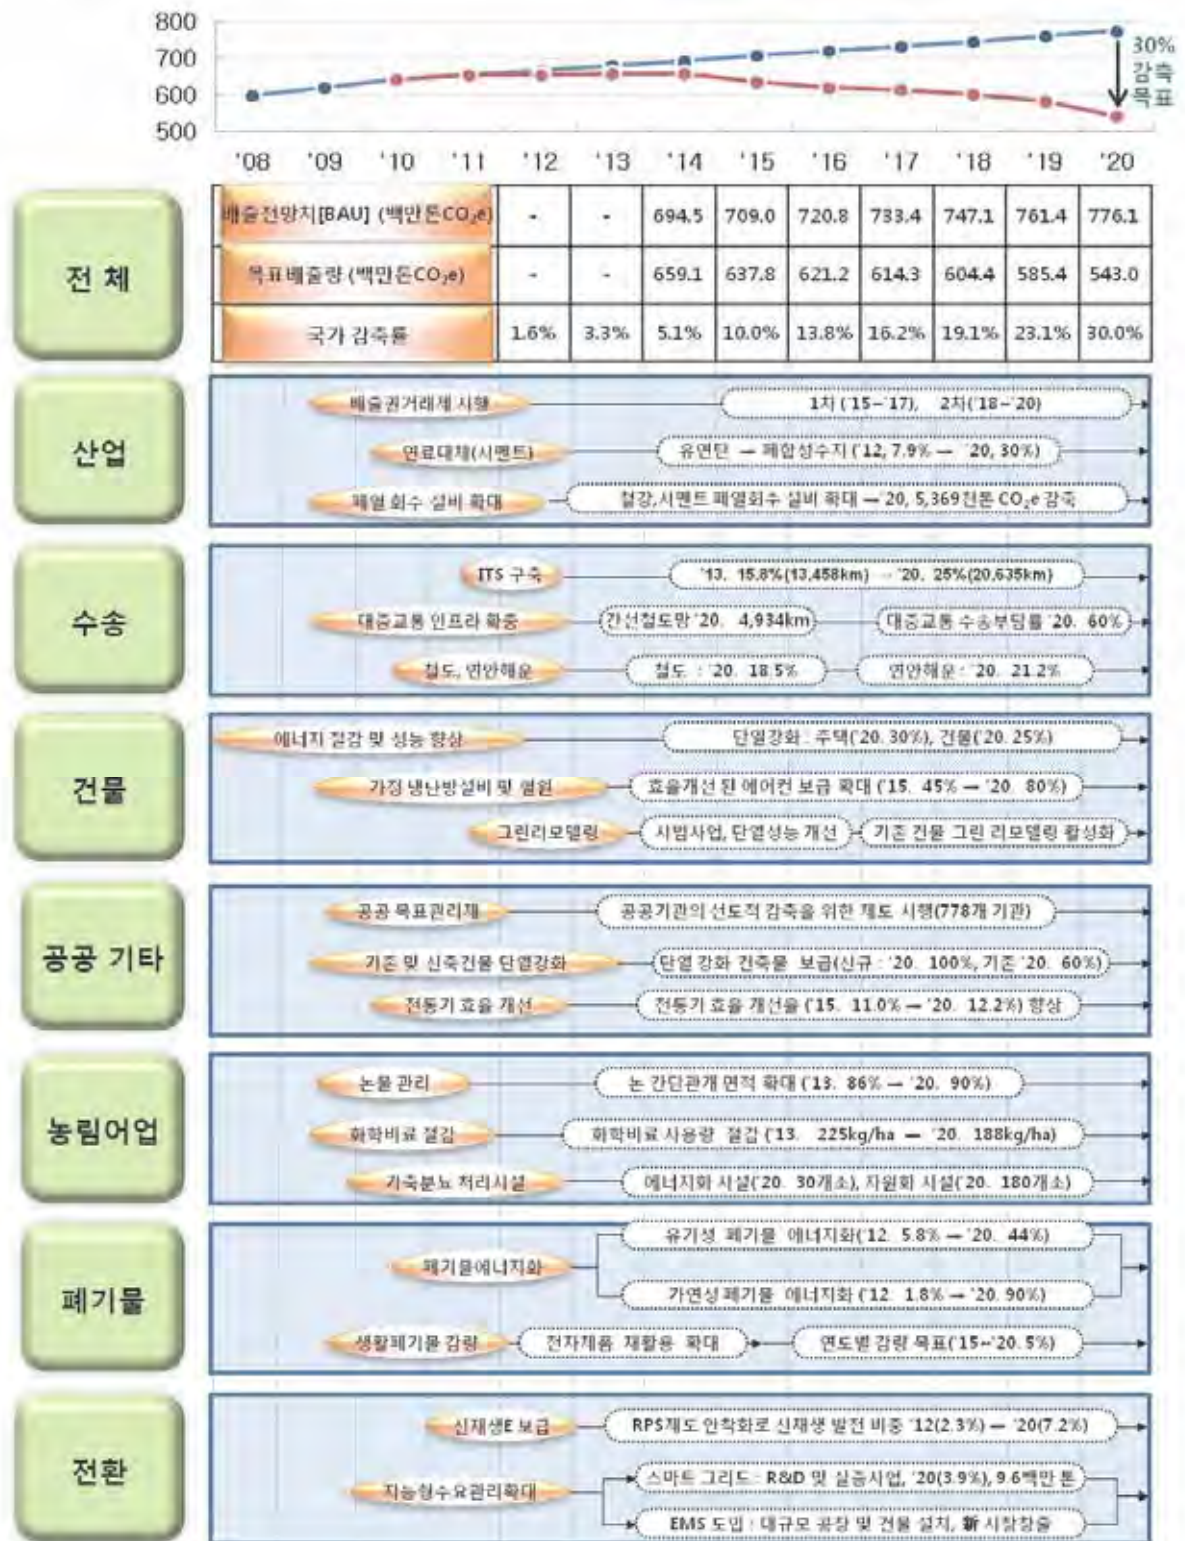 800
700
600
500
30%
감축
목표
'08 '09 '10 '11 '12 '13 '14 '15 '16 '17 '18 '19 '20
전 체
배출전망치[BAU] (백만톤CO₂e) - - 694.5 709.0 720.8 733.4 747.1 761.4 776.1
목표배출량 (백만톤CO₂e) - - 659.1 637.8 621.2 614.3 604.4 585.4 543.0
국가 감축률 1.6% 3.3% 5.1% 10.0% 13.8% 16.2% 19.1% 23.1% 30.0%
산업
배출권거래제 시행 1차 ('15~'17), 2차('18~'20)
연료대체(시멘트) 유연탄 → 폐합성수지 ('12, 7.9% → '20, 30%)
폐열 회수 설비 확대 철강,시멘트 폐열회수 설비 확대 → '20, 5,369천톤 CO₂e 감축
수송
ITS 구축 '13. 15.8%(13,458km) → '20. 25%(20,635km)
대중교통 인프라 확충 간선철도망 '20. 4,934km 대중교통 수송부담률 '20. 60%
철도, 연안해운 철도 : '20. 18.5% 연안해운 : '20. 21.2%
건물
에너지 절감 및 성능 향상 단열강화 : 주택('20. 30%), 건물('20. 25%)
가정 냉난방설비 및 열원 효율개선 된 에어컨 보급 확대 ('15. 45% → '20. 80%)
그린리모델링 시범사업, 단열성능 개선 기존 건물 그린 리모델링 활성화
공공 기타
공공 목표관리제 공공기관의 선도적 감축을 위한 제도 시행(778개 기관)
기존 및 신축건물 단열강화 단열 강화 건축물 보급(신규 : '20. 100%, 기존 '20. 60%)
전동기 효율 개선 전동기 효율 개선율 ('15. 11.0% → '20. 12.2%) 향상
농림어업
논물 관리 논 간단관개 면적 확대 ('13. 86% → '20. 90%)
화학비료 절감 화학비료 사용량 절감 ('13. 225kg/ha → '20. 188kg/ha)
가축분뇨 처리시설 에너지화 시설('20. 30개소), 자원화 시설('20. 180개소)
폐기물
유기성 폐기물 에너지화('12. 5.8% → '20. 44%)
폐기물에너지화
가연성 폐기물 에너지화 ('12. 1.8% → '20. 90%)
생활폐기물 감량 전자제품 재활용 확대 연도별 감량 목표('15~'20. 5%)
전환
신재생E 보급 RPS제도 안착화로 신재생 발전 비중 '12(2.3%) → '20(7.2%)
스마트 그리드 : R&D 및 실증사업, '20(3.9%), 9.6백만 톤
지능형수요관리확대
EMS 도입 : 대규모 공장 및 건물 설치, 新 시장창출